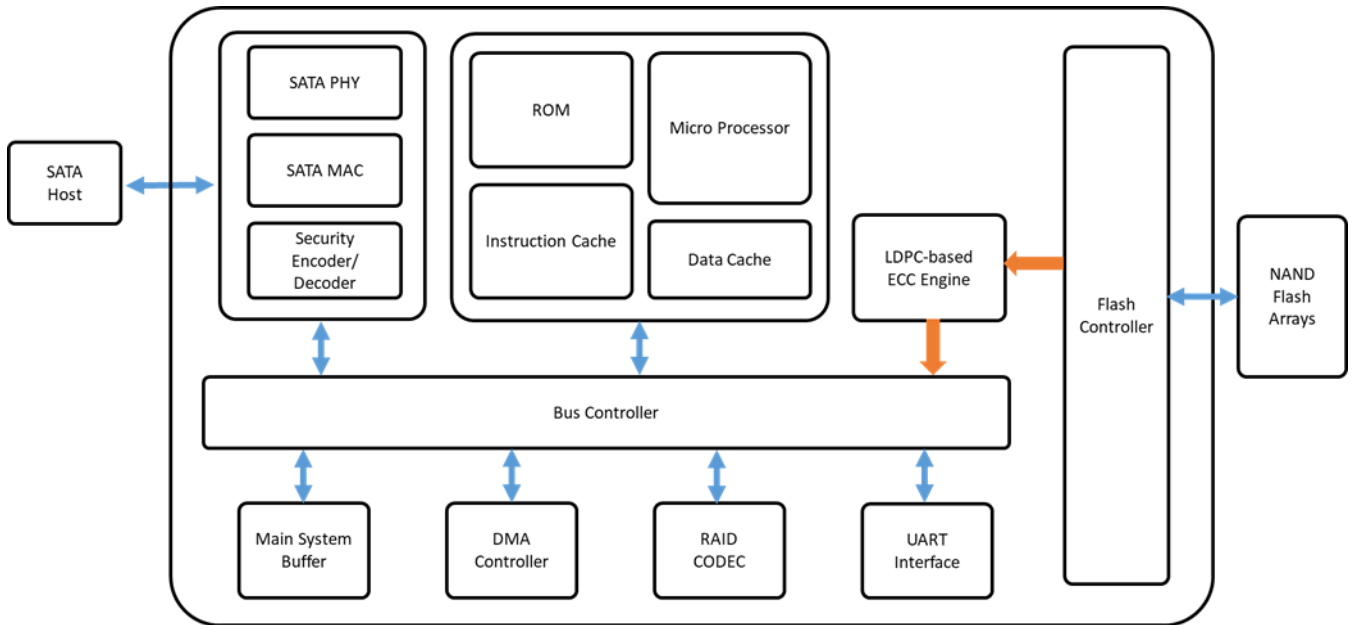 SATA PHY
SATA MAC
Security
Encoder/
Decoder
ROM
Micro Processor
Instruction Cache
Data Cache
SATA
Host
LDPC-based
ECC Engine
Flash
Controller
NAND
Flash
Arrays
Bus Controller
Main System
Buffer
DMA
Controller
RAID
CODEC
UART
Interface